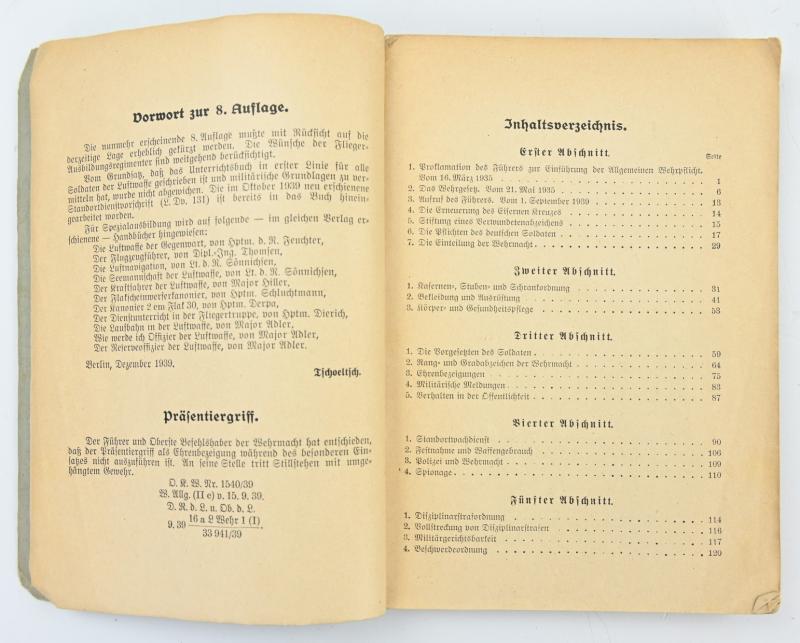 Vorwort zur 8. Auflage.
Die nunmehr erscheinende 8. Auflage mußte mit Rücksicht auf die
derzeitige Lage erheblich gekürzt werden. Die Wünsche der Flieger-
Ausbildungsregimenter sind weitgehend berücksichtigt.
Vom Grundsatz, daß das Unterrichtsbuch in erster Linie für alle
Soldaten der Luftwaffe geschrieben ist und militärische Grundlagen zu ver-
mitteln hat, wurde nicht abgewichen. Die im Oktober 1939 neu erschienene
Standortdienstvorschrift (L. Dv. 131) ist bereits in das Buch hinein-
gearbeitet worden.
Für Spezialausbildung wird auf folgende — im gleichen Verlag er-
schienene — Handbücher hingewiesen:
Die Luftwaffe der Gegenwart, von Hptm. d. R. Feuchter,
Der Flugzeugführer, von Dipl.-Ing. Thomsen,
Die Luftnavigation, von Lt. d. R. Sönnichsen,
Die Seemannschaft der Luftwaffe, von Lt. d. R. Sönnichsen,
Der Kraftfahrer der Luftwaffe, von Major Hiller,
Der Flakscheinwerferkanonier, von Hptm. Schluchtmann,
Der Kanonier 2 cm Flak 30, von Hptm. Derpa,
Der Dienstunterricht in der Fliegertruppe, von Hptm. Dierich,
Die Laufbahn in der Luftwaffe, von Major Adler,
Wie werde ich Offizier der Luftwaffe, von Major Adler,
Der Reserveoffizier der Luftwaffe, von Major Adler.
Berlin, Dezember 1939.
Tschoeltsch.
Präsentiergriff.
Der Führer und Oberste Befehlshaber der Wehrmacht hat entschieden,
daß der Präsentiergriff als Ehrenbezeigung während des besonderen Ein-
satzes nicht auszuführen ist. An seine Stelle tritt Stillstehen mit umge-
hängtem Gewehr.
O. K. W. Nr. 1540/39
W. Allg. (II c) v. 15. 9. 39.
D. R. d. L. u. Ob. d. L.
9. 39 16 a L Wehr 1 (I).
33 941/39
Inhaltsverzeichnis.
Erster Abschnitt.
Seite
1. Proklamation des Führers zur Einführung der Allgemeinen Wehrpflicht.
Vom 16. März 1935 . . . . 1
2. Das Wehrgesetz. Vom 21. Mai 1935 . . . . 6
3. Aufruf des Führers. Vom 1. September 1939 . . . . 13
4. Die Erneuerung des Eisernen Kreuzes . . . . 14
5. Stiftung eines Verwundetenabzeichens . . . . 15
6. Die Pflichten des deutschen Soldaten . . . . 17
7. Die Einteilung der Wehrmacht . . . . 29
Zweiter Abschnitt.
1. Kasernen-, Stuben- und Schrankordnung . . . . 31
2. Bekleidung und Ausrüstung . . . . 41
3. Körper- und Gesundheitspflege . . . . 53
Dritter Abschnitt.
1. Die Vorgesetzten des Soldaten . . . . 59
2. Rang- und Gradabzeichen der Wehrmacht . . . . 64
3. Ehrenbezeigungen . . . . 75
4. Militärische Meldungen . . . . 83
5. Verhalten in der Öffentlichkeit . . . . 87
Vierter Abschnitt.
1. Standortwachdienst . . . . 90
2. Festnahme und Waffengebrauch . . . . 106
3. Polizei und Wehrmacht . . . . 109
4. Spionage . . . . 110
Fünfter Abschnitt.
1. Disziplinarstrafordnung . . . . 114
2. Vollstreckung von Disziplinarstrafen . . . . 116
3. Militärgerichtsbarkeit . . . . 117
4. Beschwerdeordnung . . . . 120